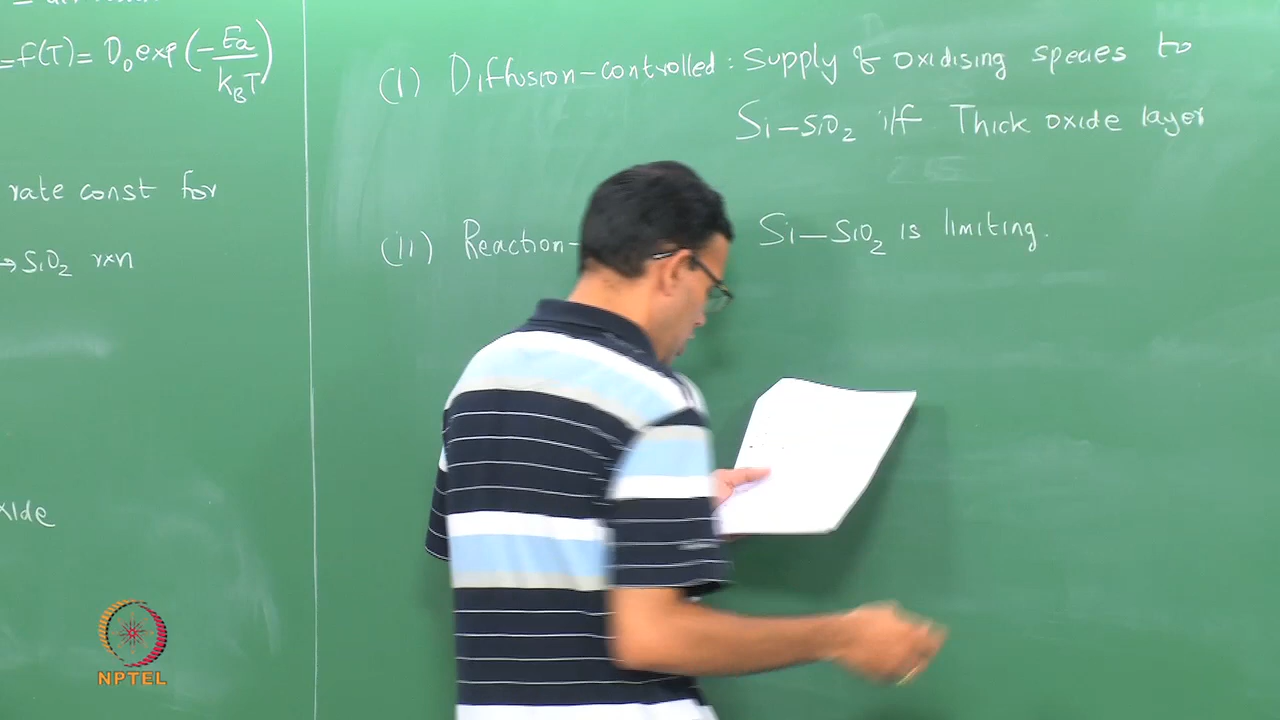 =f(T)= D₀ exp (-Ea/k_BT)
rate const for
→SiO₂ rxn
xide
(i) Diffusion-controlled : Supply of oxidising species to
Si-SiO₂ i/f Thick oxide layer
(ii) Reaction- Si-SiO₂ is limiting.
NPTEL